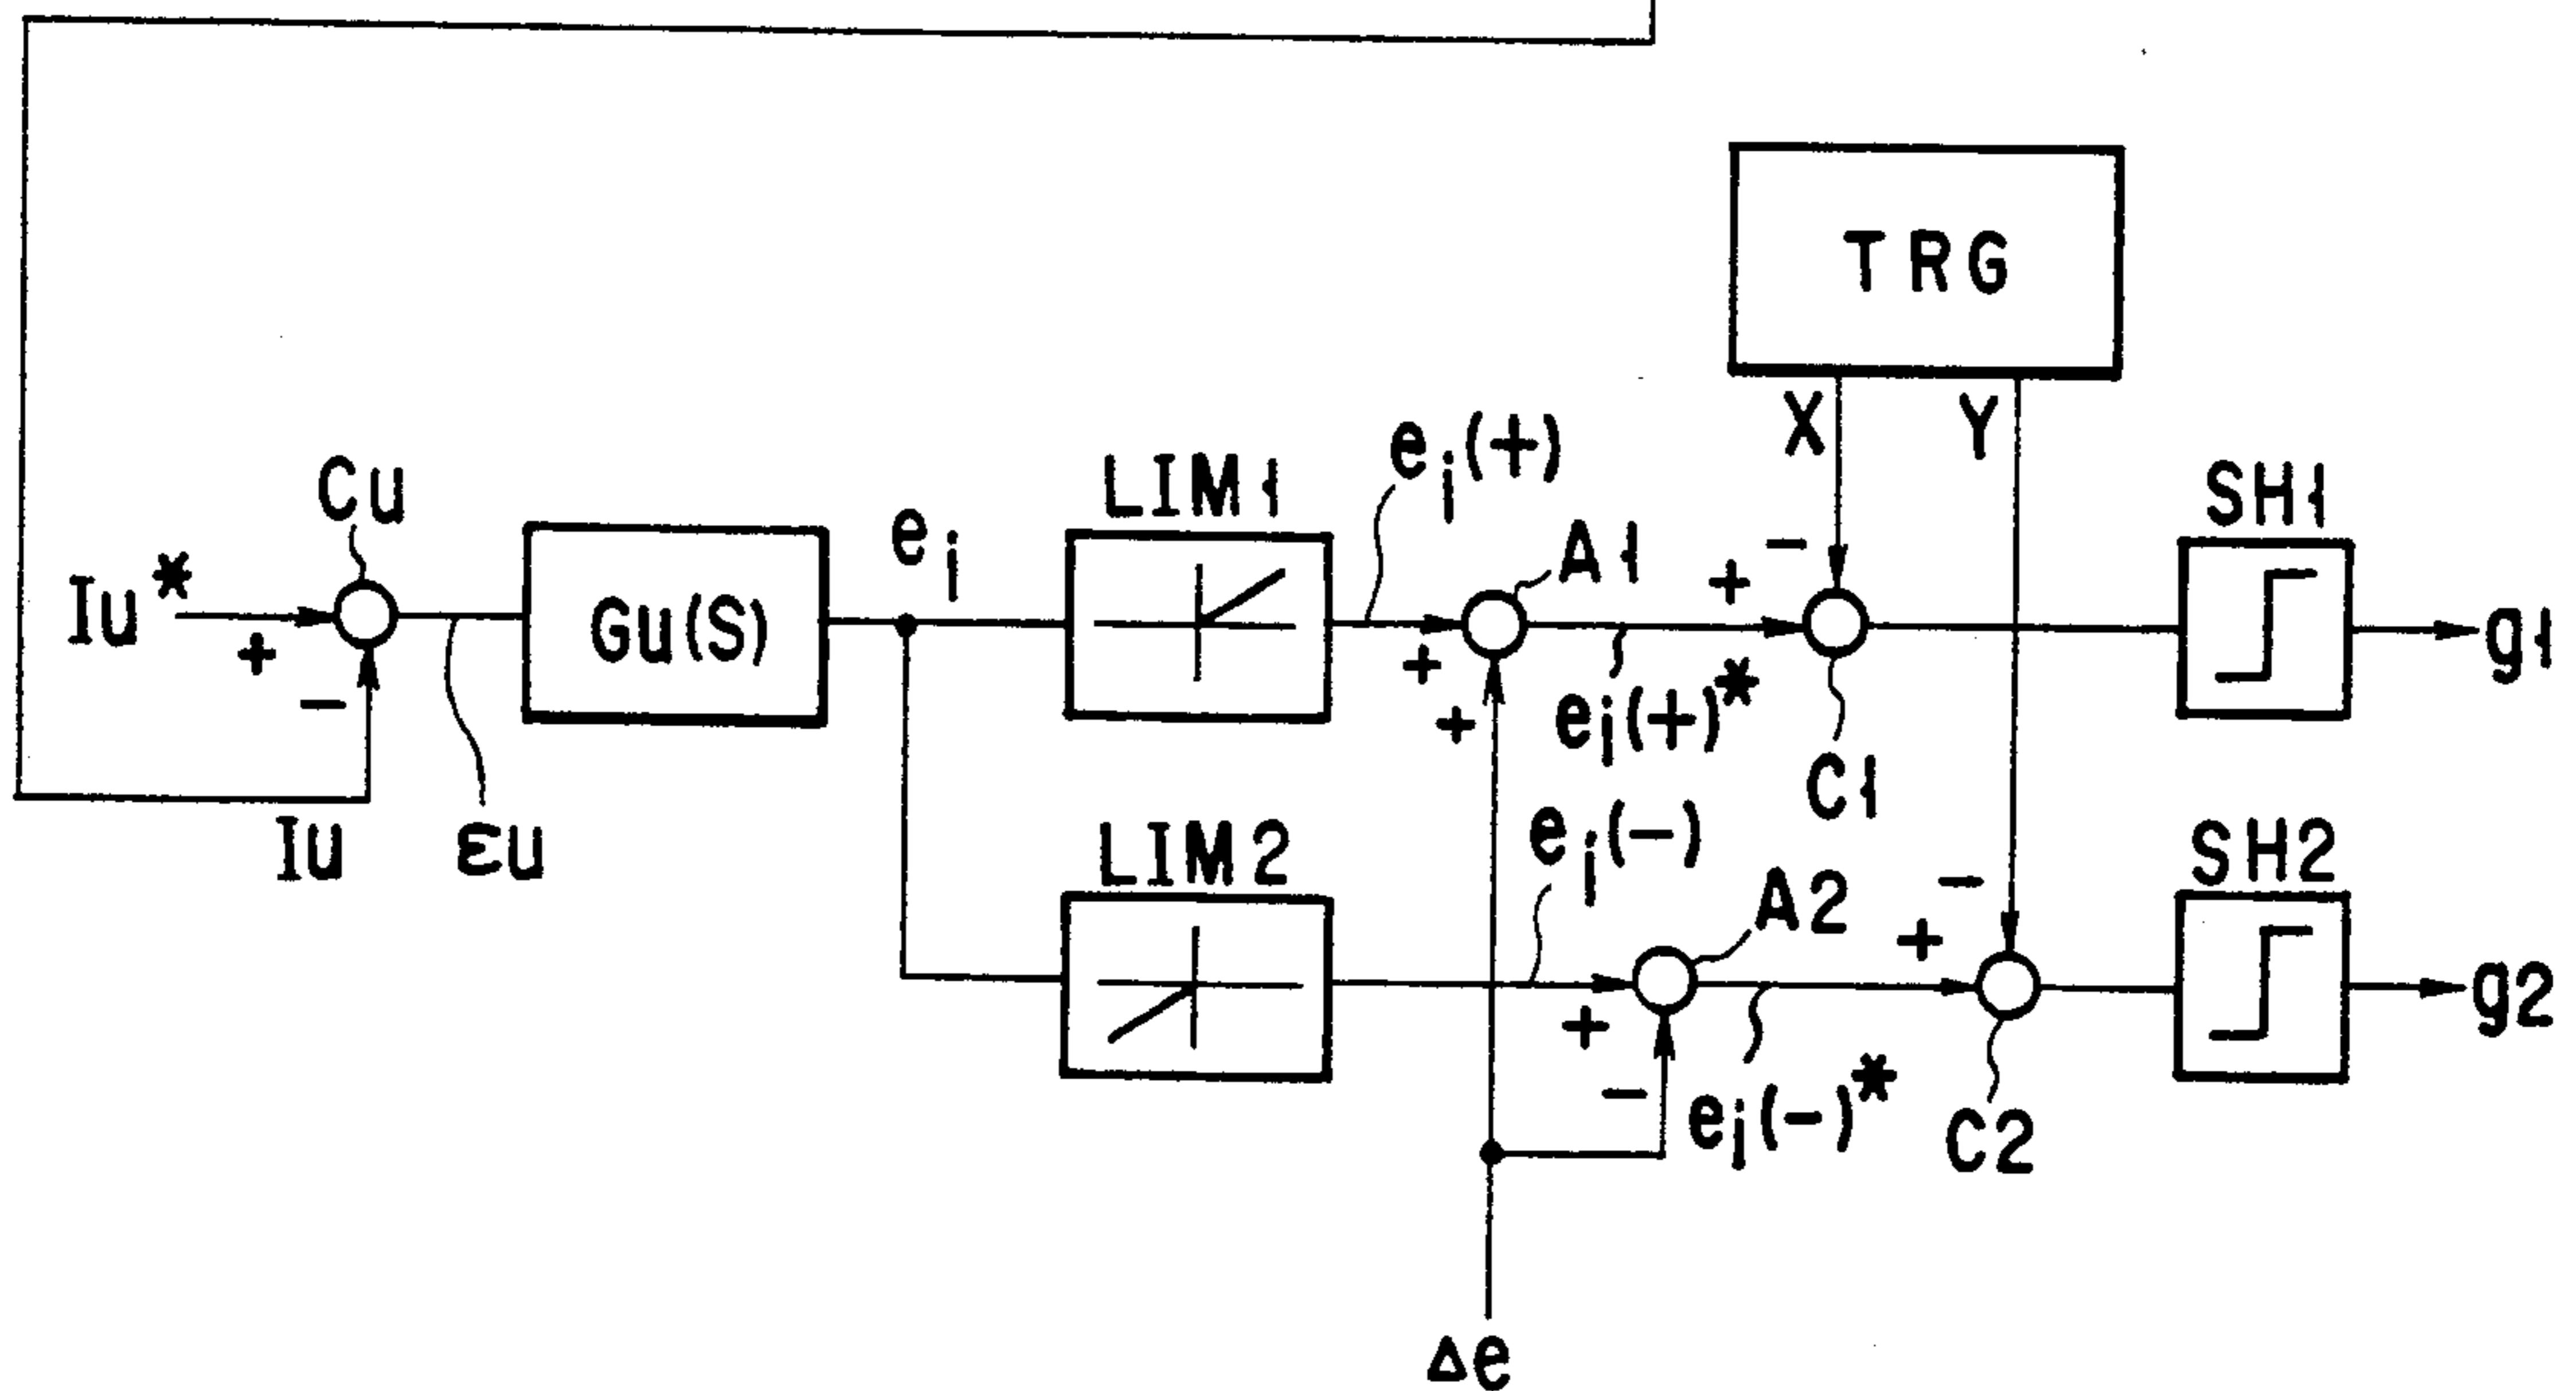 TRG
X
Y
Cu
Iu*
+
−
Iu
εu
Gu(S)
ei
LIM1
ei(+)
A1
+
+
ei(+)*
+
−
C1
SH1
g1
LIM2
ei(−)
A2
+
−
ei(−)*
+
−
C2
SH2
g2
Δe